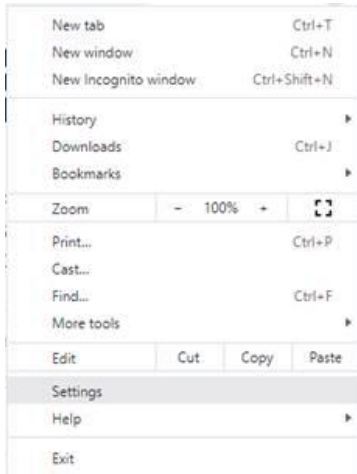 New tab Ctrl+T
New window Ctrl+N
New Incognito window Ctrl+Shift+N
History
Downloads Ctrl+J
Bookmarks
Zoom - 100% +
Print... Ctrl+P
Cast...
Find... Ctrl+F
More tools
Edit Cut Copy Paste
Settings
Help
Exit